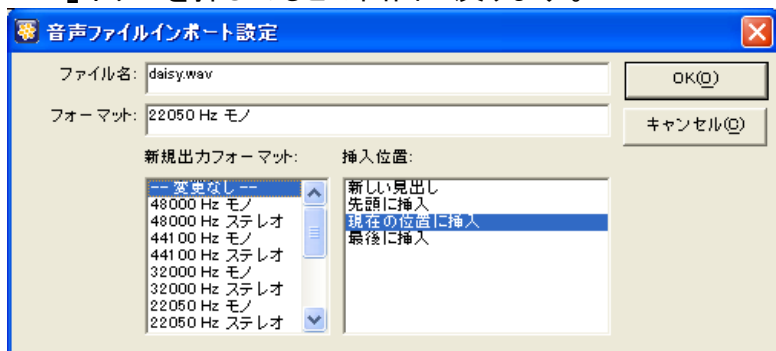 音声ファイルインポート設定
ファイル名: daisy.wav
OK(O)
フォーマット: 22050 Hz モノ
キャンセル(C)
新規出力フォーマット:
-- 変更なし --
48000 Hz モノ
48000 Hz ステレオ
44100 Hz モノ
44100 Hz ステレオ
32000 Hz モノ
32000 Hz ステレオ
22050 Hz モノ
22050 Hz ステレオ
挿入位置:
新しい見出し
先頭に挿入
現在の位置に挿入
最後に挿入